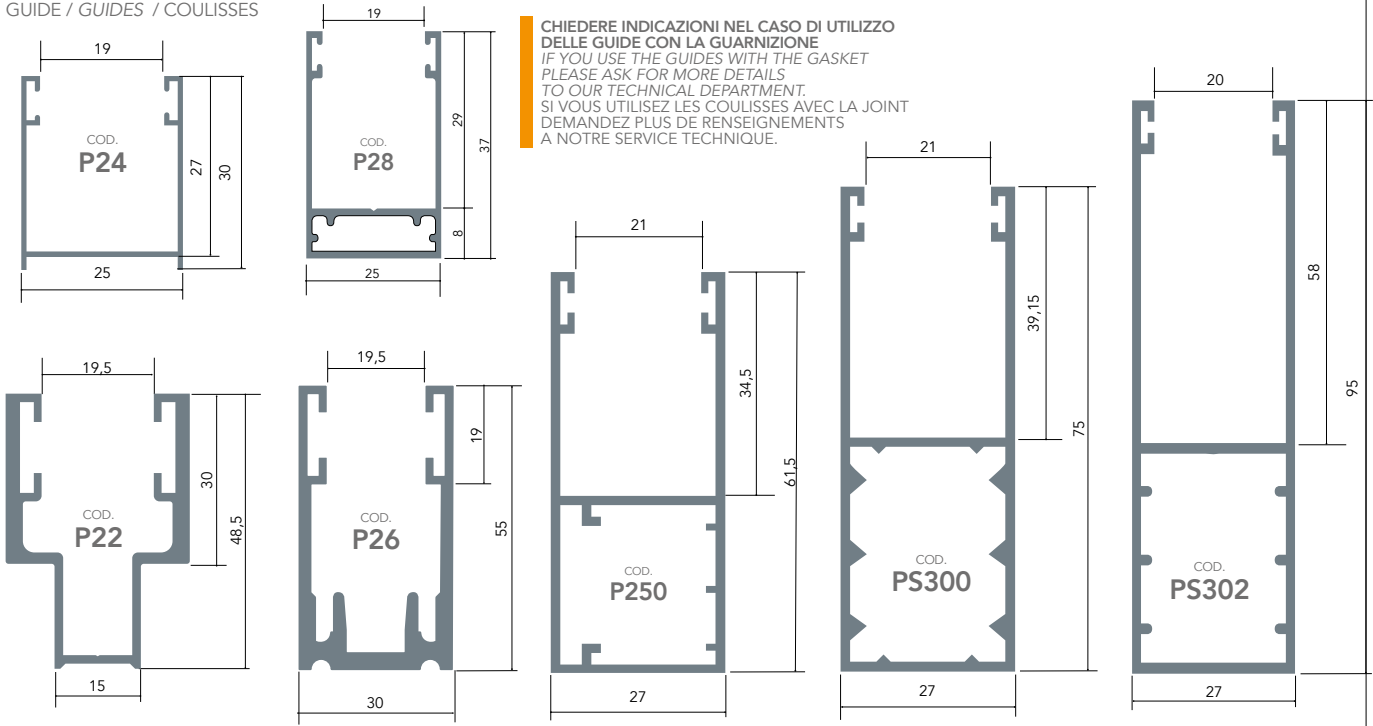 GUIDE / GUIDES / COULISSES
CHIEDERE INDICAZIONI NEL CASO DI UTILIZZO
DELLE GUIDE CON LA GUARNIZIONE
IF YOU USE THE GUIDES WITH THE GASKET
PLEASE ASK FOR MORE DETAILS
TO OUR TECHNICAL DEPARTMENT.
SI VOUS UTILISEZ LES COULISSES AVEC LA JOINT
DEMANDEZ PLUS DE RENSEIGNEMENTS
A NOTRE SERVICE TECHNIQUE.
19
COD.
P24
27
30
25
19
COD.
P28
29
37
8
25
19,5
COD.
P22
30
48,5
15
19,5
COD.
P26
19
55
30
21
34,5
61,5
COD.
P250
27
21
39,15
75
COD.
PS300
27
20
58
95
COD.
PS302
27